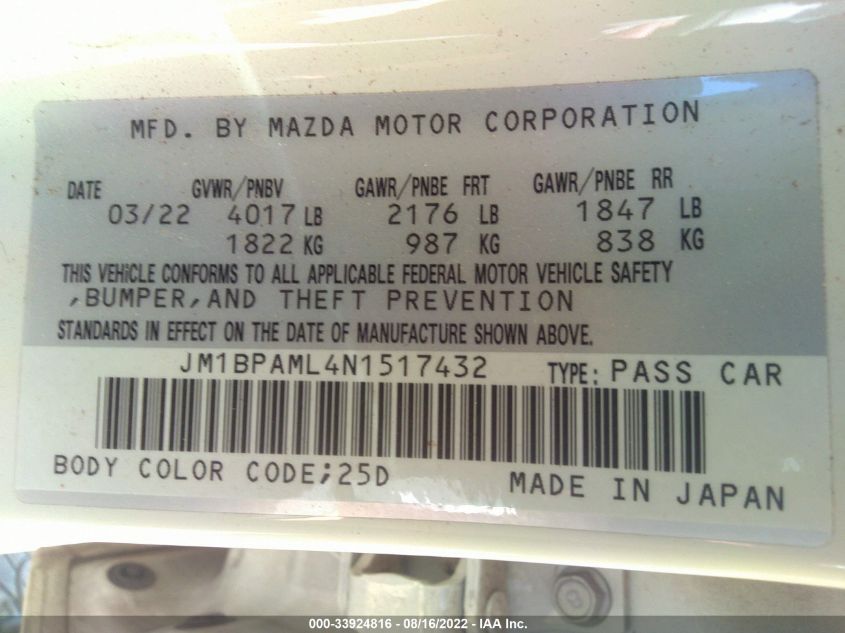 MFD. BY MAZDA MOTOR CORPORATION
DATE GVWR/PNBV GAWR/PNBE FRT GAWR/PNBE RR
03/22 4017 LB 2176 LB 1847 LB
1822 KG 987 KG 838 KG
THIS VEHICLE CONFORMS TO ALL APPLICABLE FEDERAL MOTOR VEHICLE SAFETY
,BUMPER,AND THEFT PREVENTION
STANDARDS IN EFFECT ON THE DATE OF MANUFACTURE SHOWN ABOVE.
JM1BPAML4N1517432 TYPE: PASS CAR
BODY COLOR CODE;25D MADE IN JAPAN
000-33924816 - 08/16/2022 - IAA Inc.